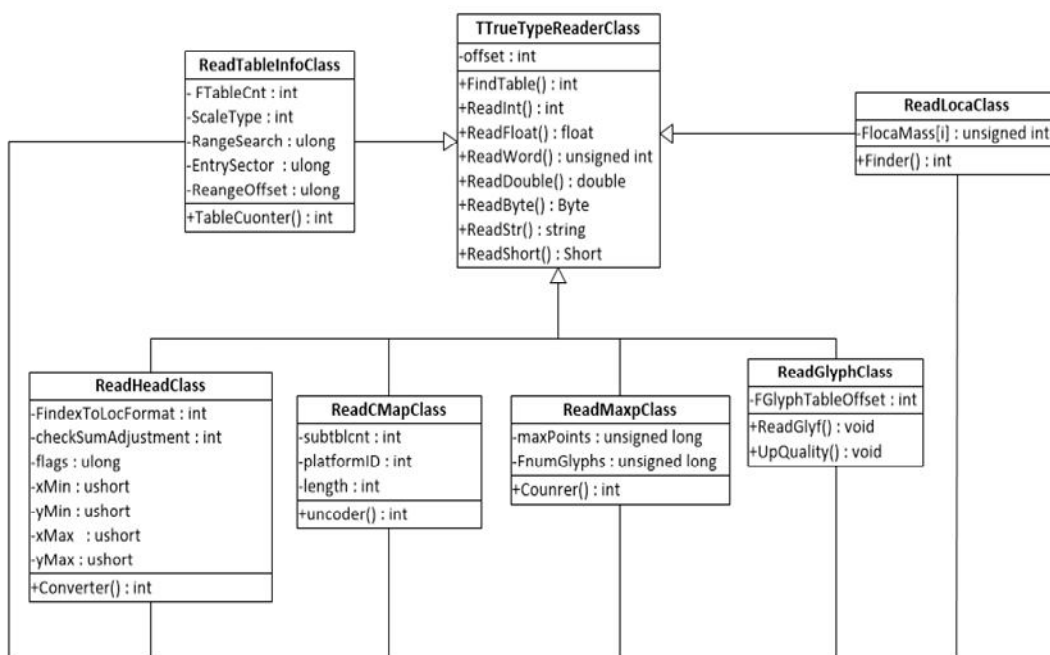 TTrueTypeReaderClass
-offset : int
+FindTable() : int
+ReadInt() : int
+ReadFloat() : float
+ReadWord() : unsigned int
+ReadDouble() : double
+ReadByte() : Byte
+ReadStr() : string
+ReadShort() : Short
ReadTableInfoClass
- FTableCnt : int
-ScaleType : int
-RangeSearch : ulong
-EntrySector : ulong
-ReangeOffset : ulong
+TableCuonter() : int
ReadLocaClass
-FlocaMass[i] : unsigned int
+Finder() : int
ReadHeadClass
-FindexToLocFormat : int
-checkSumAdjustment : int
-flags : ulong
-xMin : ushort
-yMin : ushort
-xMax : ushort
-yMax : ushort
+Converter() : int
ReadCMapClass
-subtblcnt : int
-platformID : int
-length : int
+uncoder() : int
ReadMaxpClass
-maxPoints : unsigned long
-FnumGlyphs : unsigned long
+Counrer() : int
ReadGlyphClass
-FGlyphTableOffset : int
+ReadGlyf() : void
+UpQuality() : void